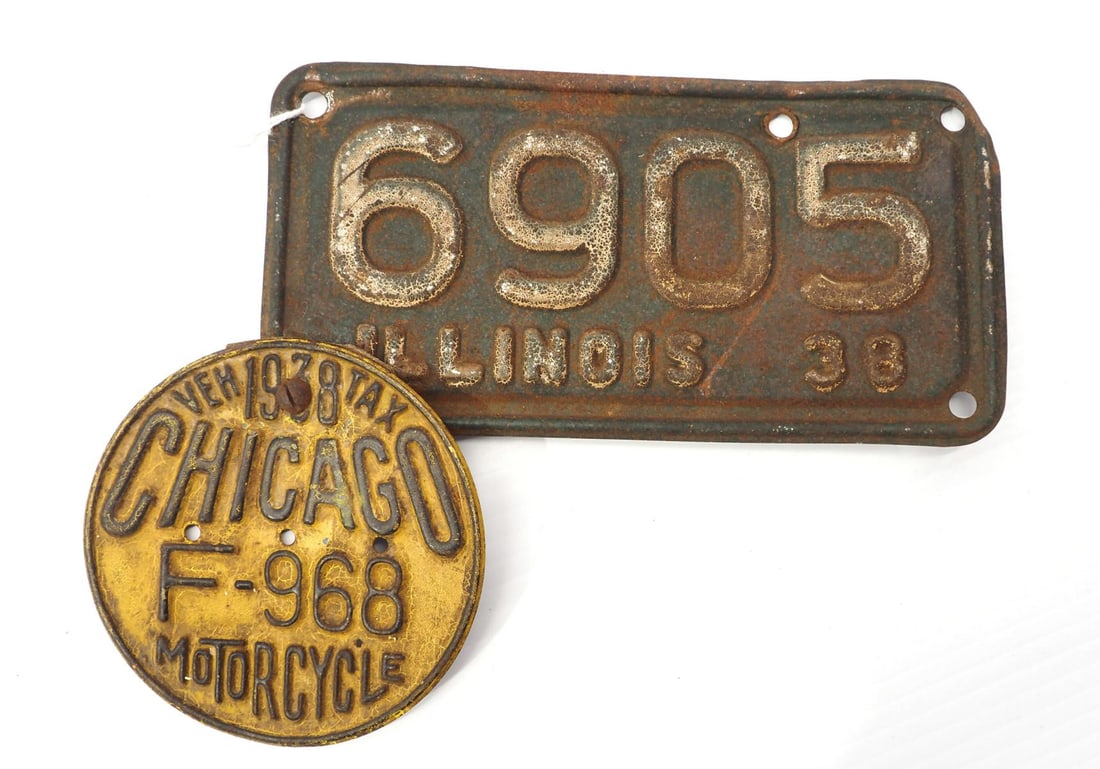 6905
ILLINOIS 38
VEH 1938 TAX
CHICAGO
F-968
MOTORCYCLE